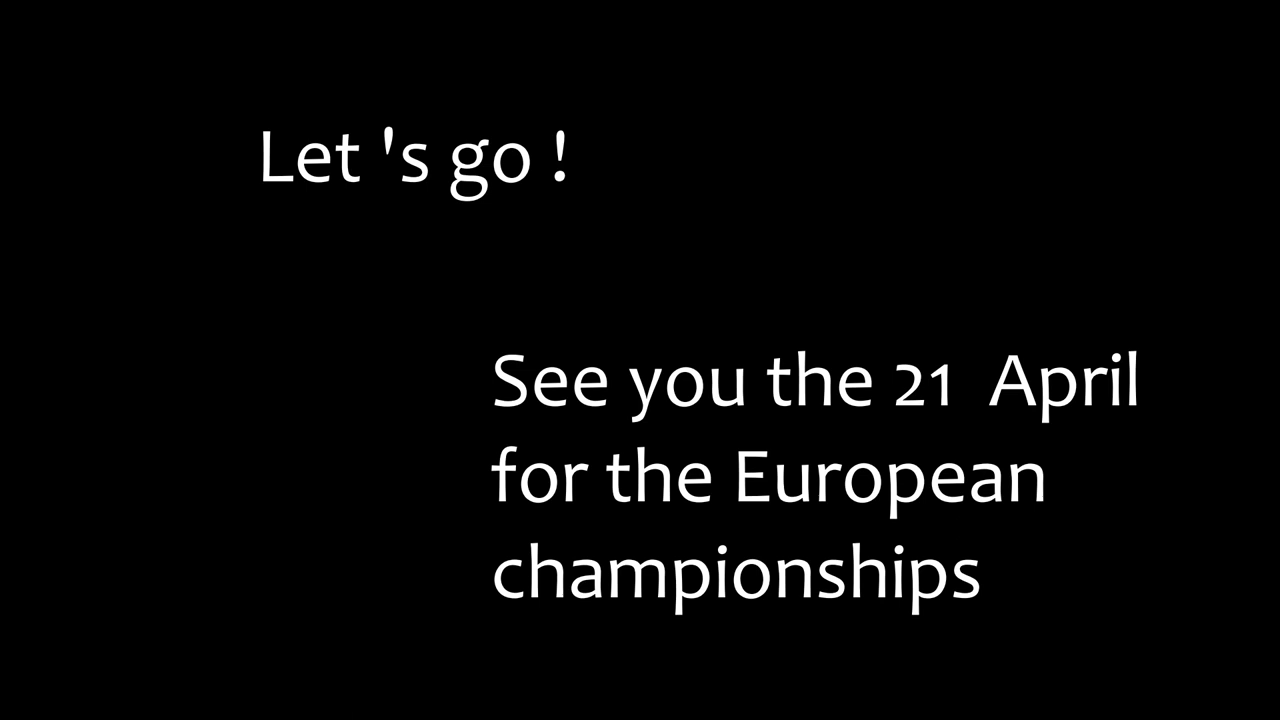 Let 's go !
See you the 21  April
for the European
championships